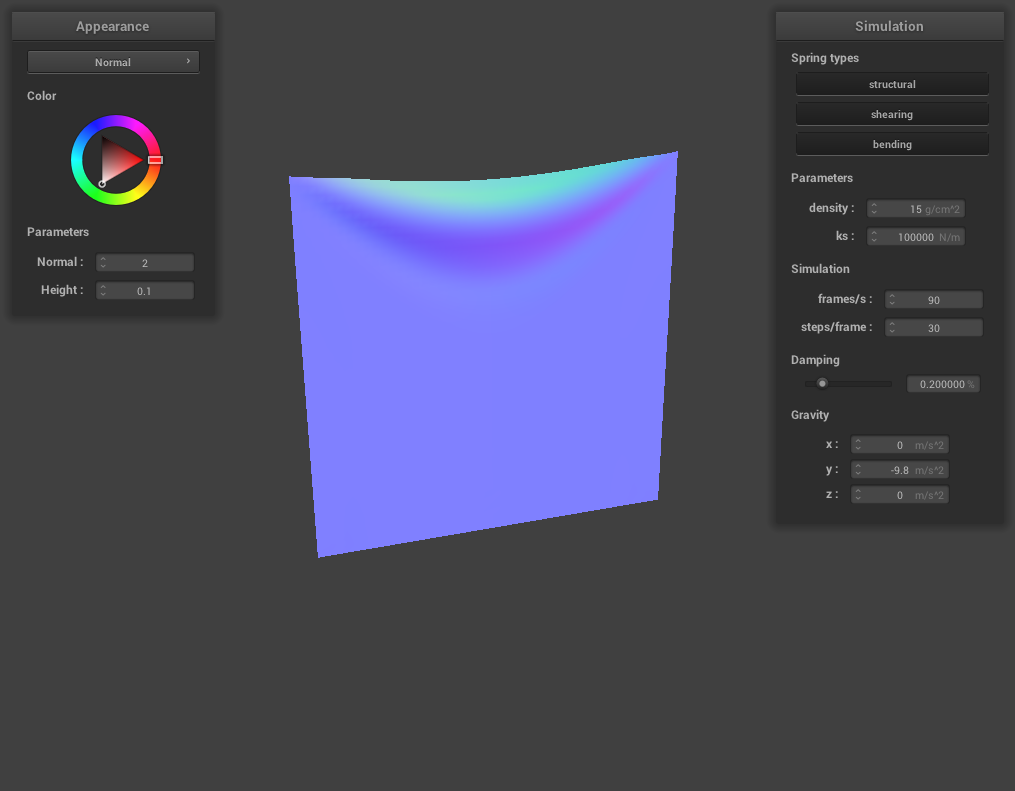 Appearance
Normal ›
Color
Parameters
Normal : 2
Height : 0.1
Simulation
Spring types
structural
shearing
bending
Parameters
density : 15 g/cm^2
ks : 100000 N/m
Simulation
frames/s : 90
steps/frame : 30
Damping
0.200000 %
Gravity
x : 0 m/s^2
y : -9.8 m/s^2
z : 0 m/s^2